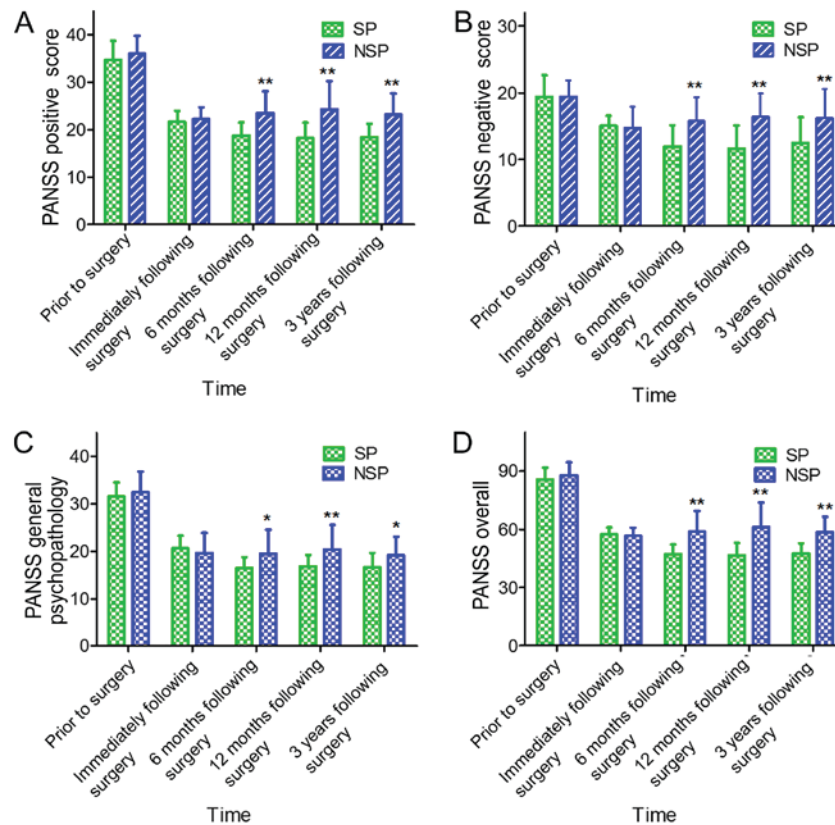 A
SP
NSP
PANSS positive score
40
30
20
10
0
**
**
**
Prior to surgery
Immediately following
surgery
6 months following
surgery
12 months following
surgery
3 years following
surgery
Time
B
SP
NSP
PANSS negative score
30
20
10
0
**
**
**
Prior to surgery
Immediately following
surgery
6 months following
surgery
12 months following
surgery
3 years following
surgery
Time
C
SP
NSP
PANSS general
psychopathology
40
30
20
10
0
*
**
*
Prior to surgery
Immediately following
surgery
6 months following
surgery
12 months following
surgery
3 years following
surgery
Time
D
SP
NSP
PANSS overall
90
60
30
0
**
**
**
Prior to surgery
Immediately following
surgery
6 months following
surgery
12 months following
surgery
3 years following
surgery
Time